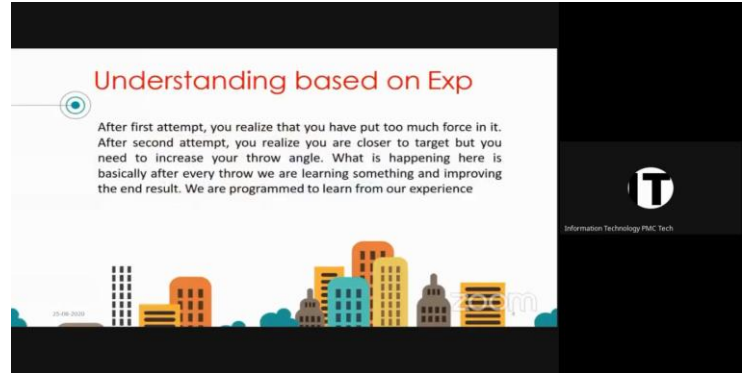 Understanding based on Exp
After first attempt, you realize that you have put too much force in it.
After second attempt, you realize you are closer to target but you
need to increase your throw angle. What is happening here is
basically after every throw we are learning something and improving
the end result. We are programmed to learn from our experience
IT
Information Technology PMC Tech
zoom